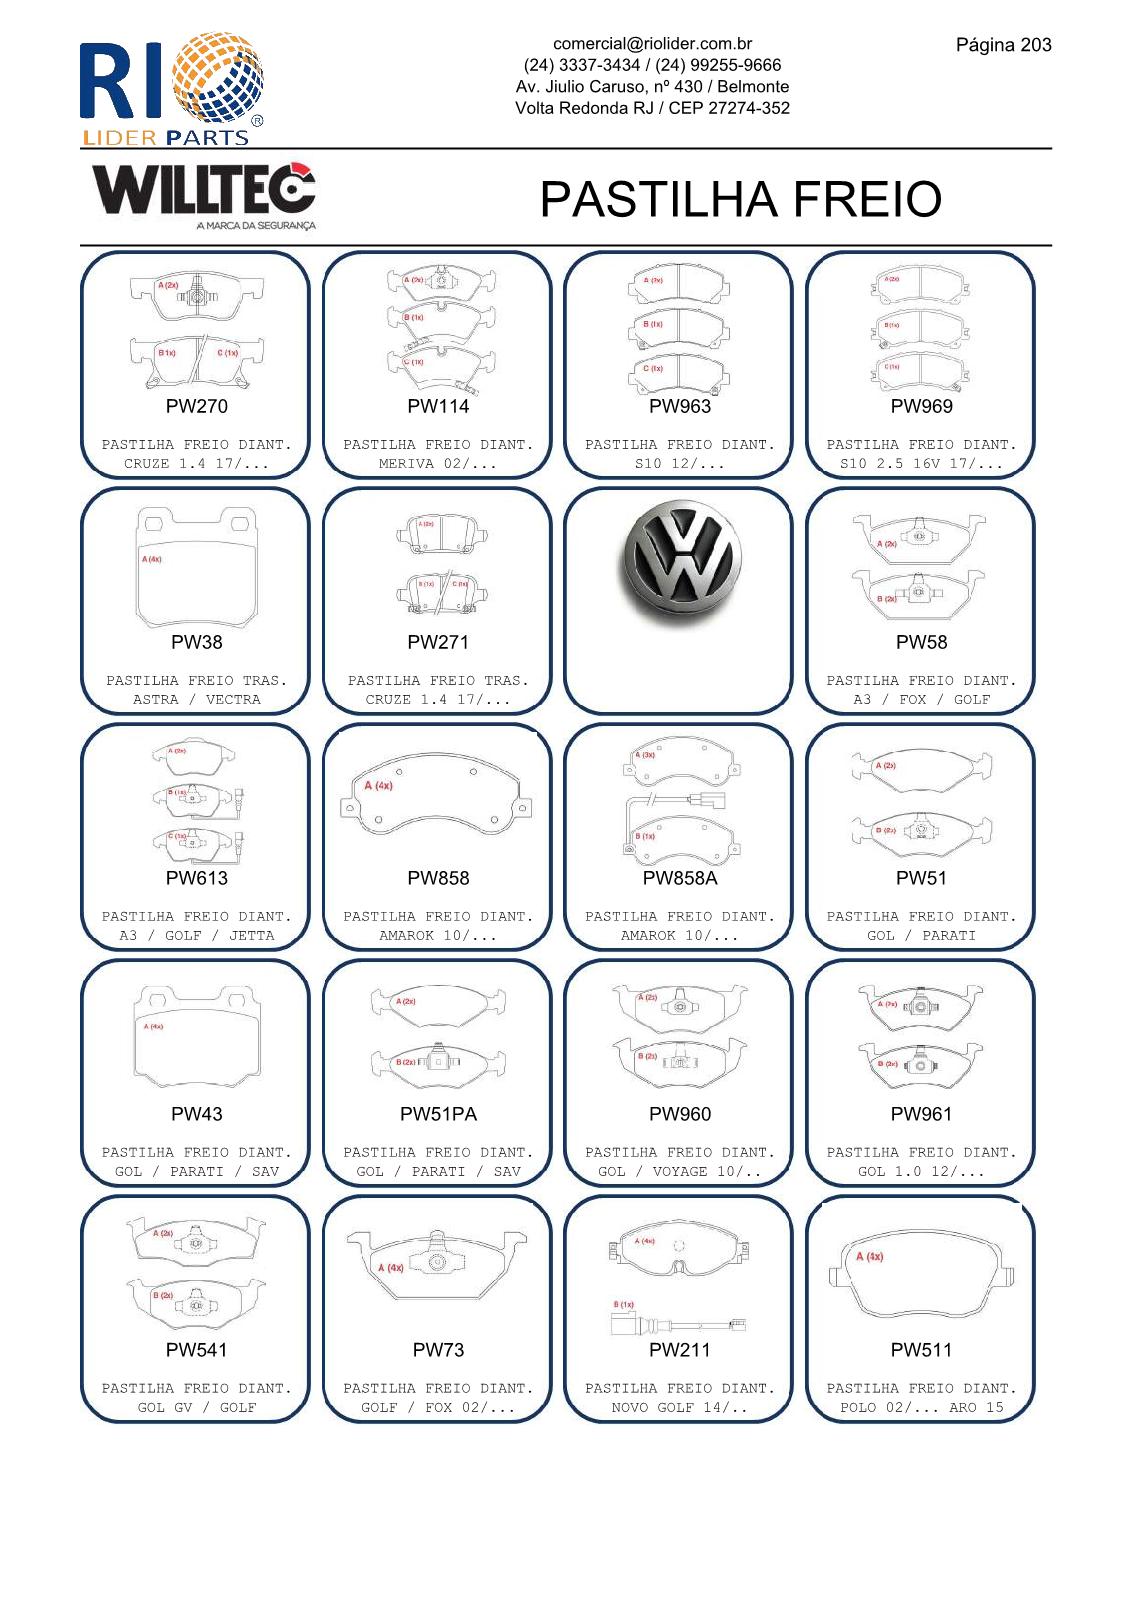 RIO
LIDER PARTS
®
comercial@riolider.com.br
(24) 3337-3434 / (24) 99255-9666
Av. Jiulio Caruso, nº 430 / Belmonte
Volta Redonda RJ / CEP 27274-352
Página 203
WILLTEC
A MARCA DA SEGURANÇA
PASTILHA FREIO
A (2x)
B 1x) C (1x)
PW270
PASTILHA FREIO DIANT.
CRUZE 1.4 17/...
A (2x)
B (1x)
C (1x)
PW114
PASTILHA FREIO DIANT.
MERIVA 02/...
A (2x)
B (1x)
C (1x)
PW963
PASTILHA FREIO DIANT.
S10 12/...
A (2x)
B (1x)
C (1x)
PW969
PASTILHA FREIO DIANT.
S10 2.5 16V 17/...
A (4x)
PW38
PASTILHA FREIO TRAS.
ASTRA / VECTRA
A (2x)
B (1x) C (1x)
PW271
PASTILHA FREIO TRAS.
CRUZE 1.4 17/...
VW
A (2x)
B (2x)
PW58
PASTILHA FREIO DIANT.
A3 / FOX / GOLF
A (2x)
B (1x)
C (1x)
PW613
PASTILHA FREIO DIANT.
A3 / GOLF / JETTA
A (4x)
PW858
PASTILHA FREIO DIANT.
AMAROK 10/...
A (3x)
B (1x)
PW858A
PASTILHA FREIO DIANT.
AMAROK 10/...
A (2x)
B (2x)
PW51
PASTILHA FREIO DIANT.
GOL / PARATI
A (4x)
PW43
PASTILHA FREIO DIANT.
GOL / PARATI / SAV
A (2x)
B (2x)
PW51PA
PASTILHA FREIO DIANT.
GOL / PARATI / SAV
A (2x)
B (2x)
PW960
PASTILHA FREIO DIANT.
GOL / VOYAGE 10/..
A (2x)
B (2x)
PW961
PASTILHA FREIO DIANT.
GOL 1.0 12/...
A (2x)
B (2x)
PW541
PASTILHA FREIO DIANT.
GOL GV / GOLF
A (4x)
PW73
PASTILHA FREIO DIANT.
GOLF / FOX 02/...
A (4x)
B (1x)
PW211
PASTILHA FREIO DIANT.
NOVO GOLF 14/..
A (4x)
PW511
PASTILHA FREIO DIANT.
POLO 02/... ARO 15